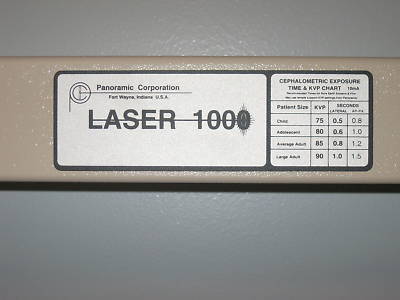 PC
Panoramic Corporation
Fort Wayne, Indiana U.S.A.
LASER 1000
CEPHALOMETRIC EXPOSURE
TIME & KVP CHART 10mA
Patient Size KVP SECONDS
LATERAL AP-PA
Child 75 0.5 0.8
Adolescent 80 0.6 1.0
Average Adult 85 0.8 1.2
Large Adult 90 1.0 1.5